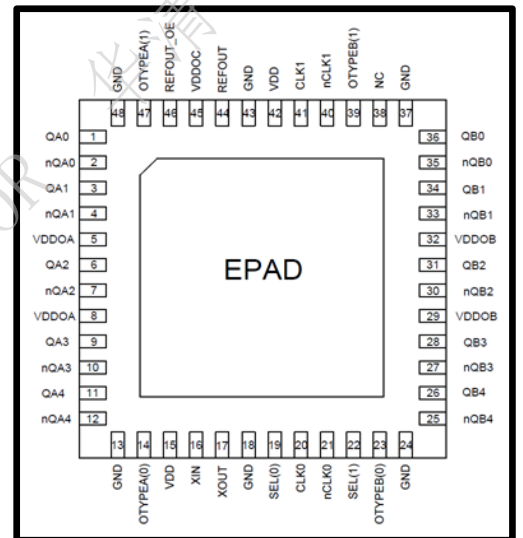 GND OTYPEA(1) REFOUT_OE VDDOC REFOUT GND VDD CLK1 nCLK1 OTYPEB(1) NC GND
48 47 46 45 44 43 42 41 40 39 38 37
QA0 1 36 QB0
nQA0 2 35 nQB0
QA1 3 34 QB1
nQA1 4 33 nQB1
VDDOA 5 32 VDDOB
QA2 6 31 QB2
nQA2 7 30 nQB2
VDDOA 8 29 VDDOB
QA3 9 28 QB3
nQA3 10 27 nQB3
QA4 11 26 QB4
nQA4 12 25 nQB4
EPAD
13 14 15 16 17 18 19 20 21 22 23 24
GND OTYPEA(0) VDD XIN XOUT GND SEL(0) CLK0 nCLK0 SEL(1) OTYPEB(0) GND
华清
OR